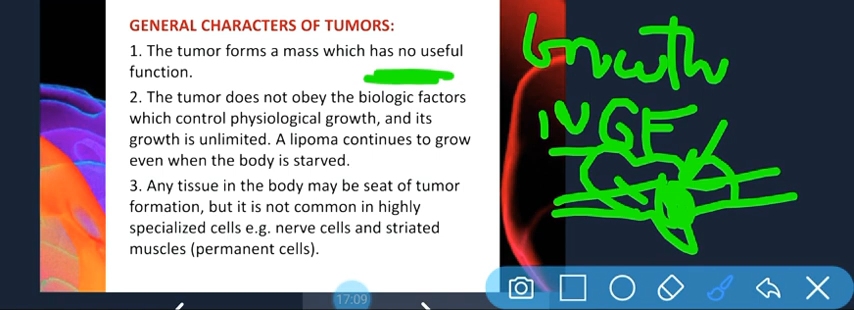 GENERAL CHARACTERS OF TUMORS:
1. The tumor forms a mass which has no useful
function.
2. The tumor does not obey the biologic factors
which control physiological growth, and its
growth is unlimited. A lipoma continues to grow
even when the body is starved.
3. Any tissue in the body may be seat of tumor
formation, but it is not common in highly
specialized cells e.g. nerve cells and striated
muscles (permanent cells).
Growth
17:09